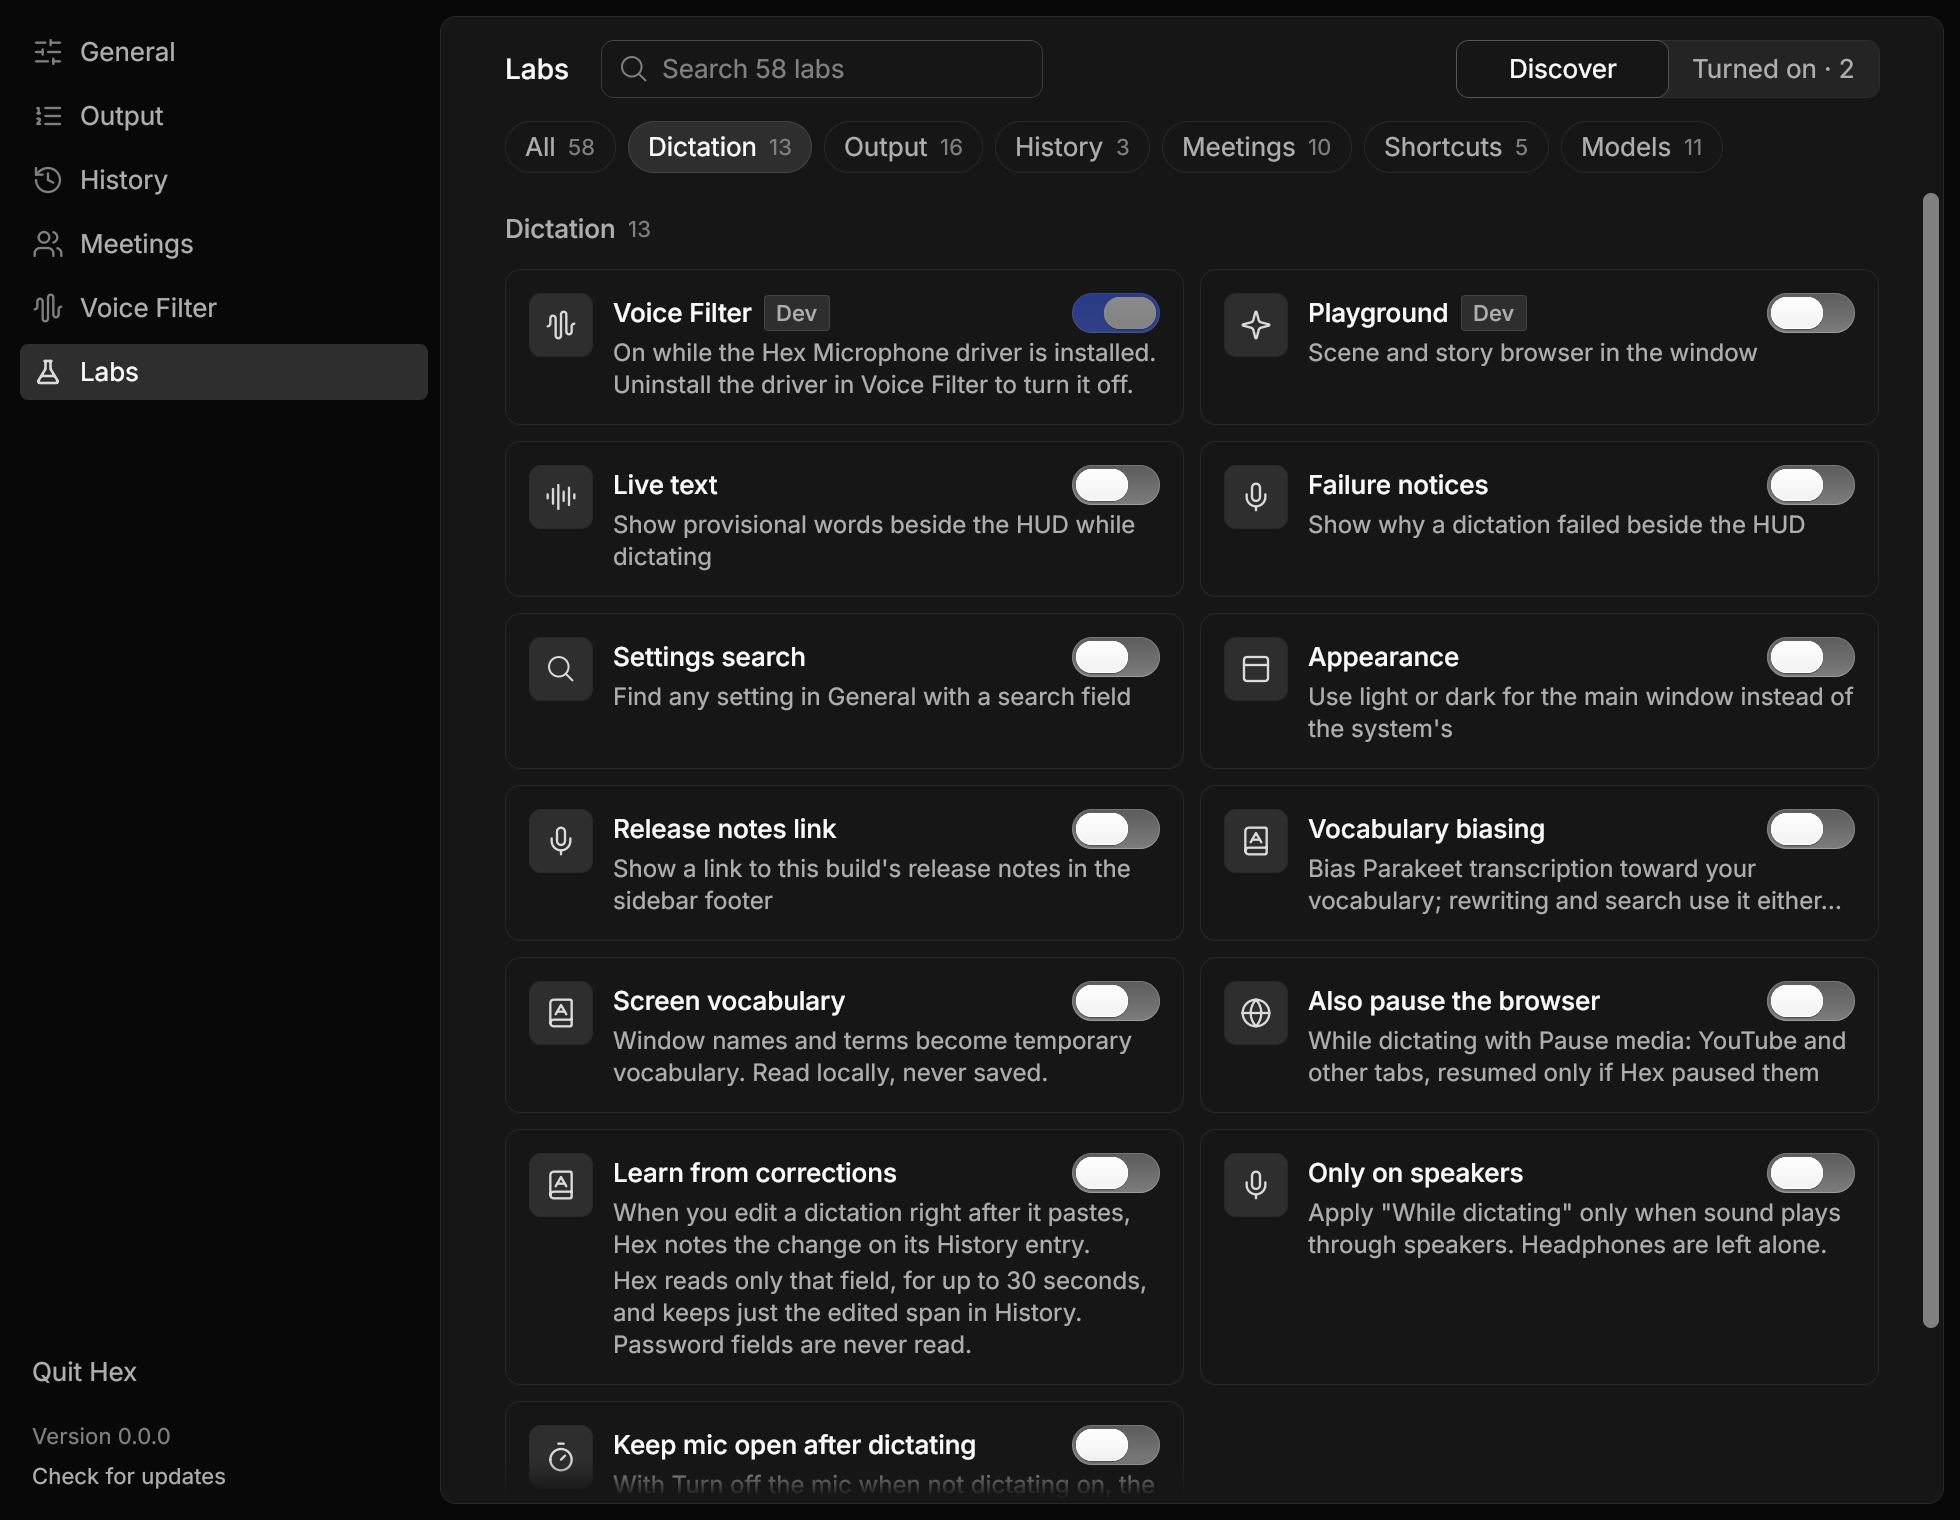 General
Output
History
Meetings
Voice Filter
Labs
Quit Hex
Version 0.0.0
Check for updates
Labs
Search 58 labs
Discover
Turned on · 2
All 58
Dictation 13
Output 16
History 3
Meetings 10
Shortcuts 5
Models 11
Dictation 13
Voice Filter Dev
On while the Hex Microphone driver is installed.
Uninstall the driver in Voice Filter to turn it off.
Playground Dev
Scene and story browser in the window
Live text
Show provisional words beside the HUD while
dictating
Failure notices
Show why a dictation failed beside the HUD
Settings search
Find any setting in General with a search field
Appearance
Use light or dark for the main window instead of
the system's
Release notes link
Show a link to this build's release notes in the
sidebar footer
Vocabulary biasing
Bias Parakeet transcription toward your
vocabulary; rewriting and search use it either…
Screen vocabulary
Window names and terms become temporary
vocabulary. Read locally, never saved.
Also pause the browser
While dictating with Pause media: YouTube and
other tabs, resumed only if Hex paused them
Learn from corrections
When you edit a dictation right after it pastes,
Hex notes the change on its History entry.
Hex reads only that field, for up to 30 seconds,
and keeps just the edited span in History.
Password fields are never read.
Only on speakers
Apply "While dictating" only when sound plays
through speakers. Headphones are left alone.
Keep mic open after dictating
With Turn off the mic when not dictating on, the